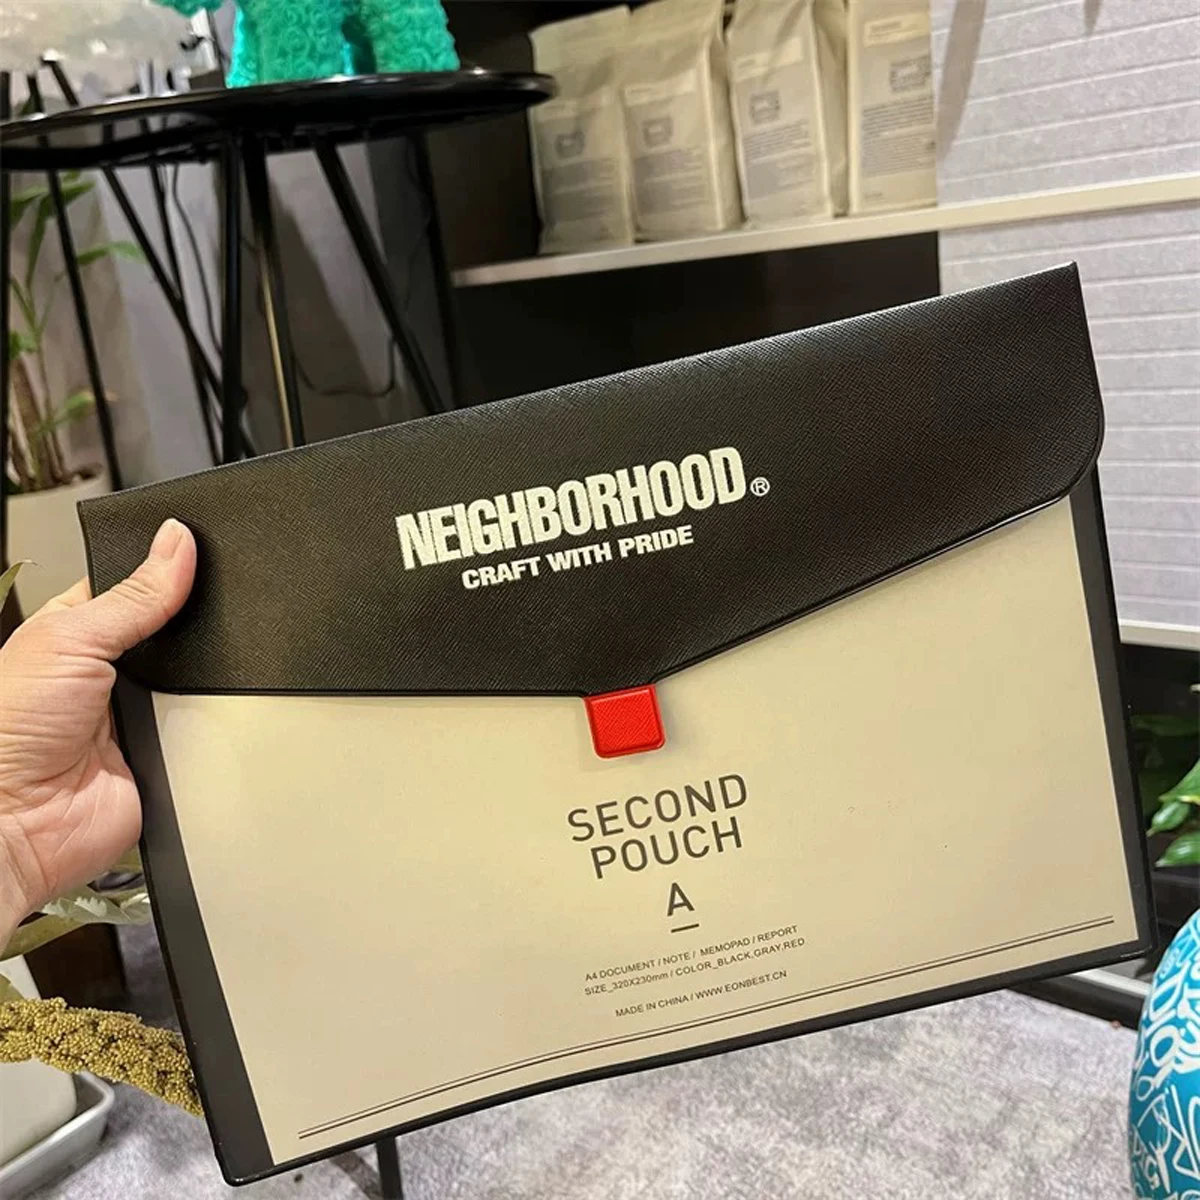 NEIGHBORHOOD®
CRAFT WITH PRIDE
SECOND
POUCH
A
A4 DOCUMENT / NOTE / MEMOPAD / REPORT
SIZE_320X230mm / COLOR_BLACK,GRAY,RED
MADE IN CHINA / WWW.EONBEST.CN